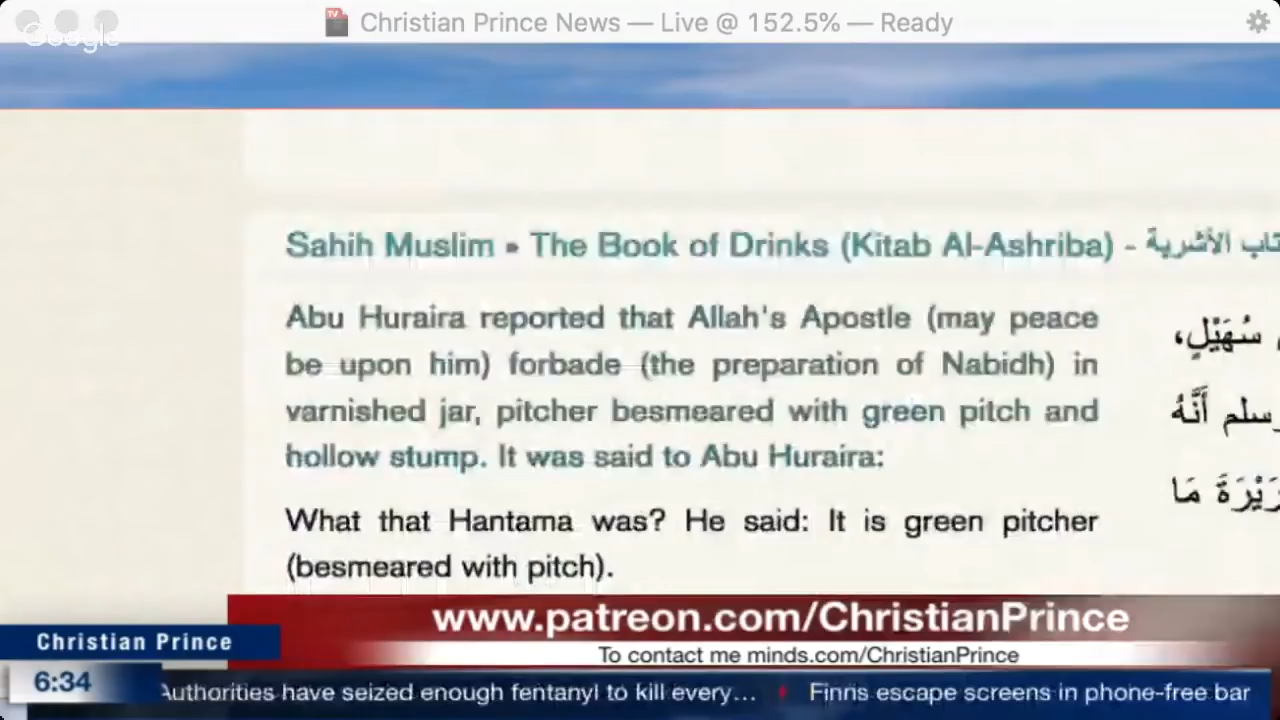 Christian Prince News — Live @ 152.5% — Ready
Google
Sahih Muslim » The Book of Drinks (Kitab Al-Ashriba) - كتاب الأشربة
Abu Huraira reported that Allah's Apostle (may peace
be upon him) forbade (the preparation of Nabidh) in
varnished jar, pitcher besmeared with green pitch and
hollow stump. It was said to Abu Huraira:
What that Hantama was? He said: It is green pitcher
(besmeared with pitch).
سُهَيْلٍ،
وسلم أَنَّهُ
مَا
www.patreon.com/ChristianPrince
To contact me minds.com/ChristianPrince
Christian Prince
6:34
Authorities have seized enough fentanyl to kill every… ♦ Finns escape screens in phone-free bar